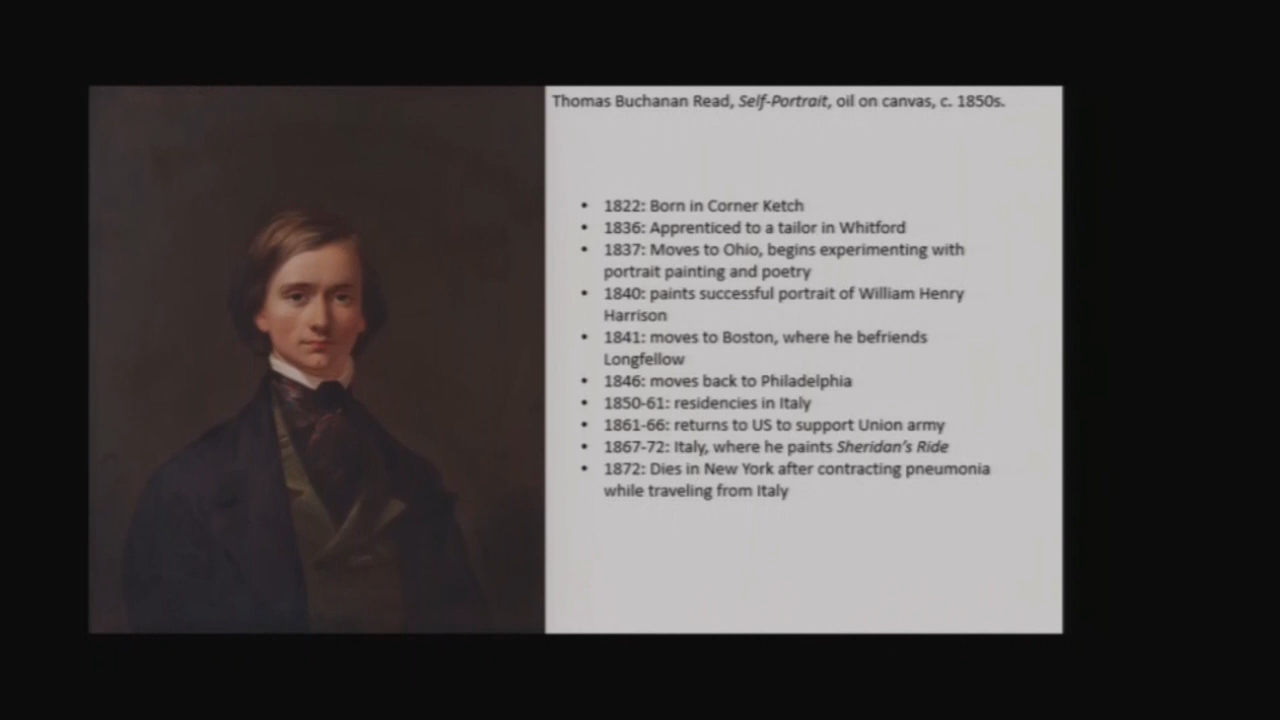 Thomas Buchanan Read, Self-Portrait, oil on canvas, c. 1850s.
• 1822: Born in Corner Ketch
• 1836: Apprenticed to a tailor in Whitford
• 1837: Moves to Ohio, begins experimenting with
portrait painting and poetry
• 1840: paints successful portrait of William Henry
Harrison
• 1841: moves to Boston, where he befriends
Longfellow
• 1846: moves back to Philadelphia
• 1850-61: residencies in Italy
• 1861-66: returns to US to support Union army
• 1867-72: Italy, where he paints Sheridan's Ride
• 1872: Dies in New York after contracting pneumonia
while traveling from Italy